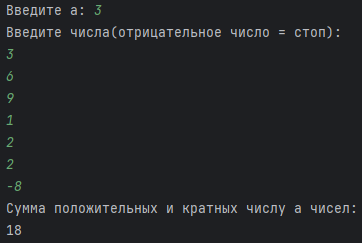 Введите a: 3
Введите числа(отрицательное число = стоп):
3
6
9
1
2
2
-8
Сумма положительных и кратных числу a чисел:
18